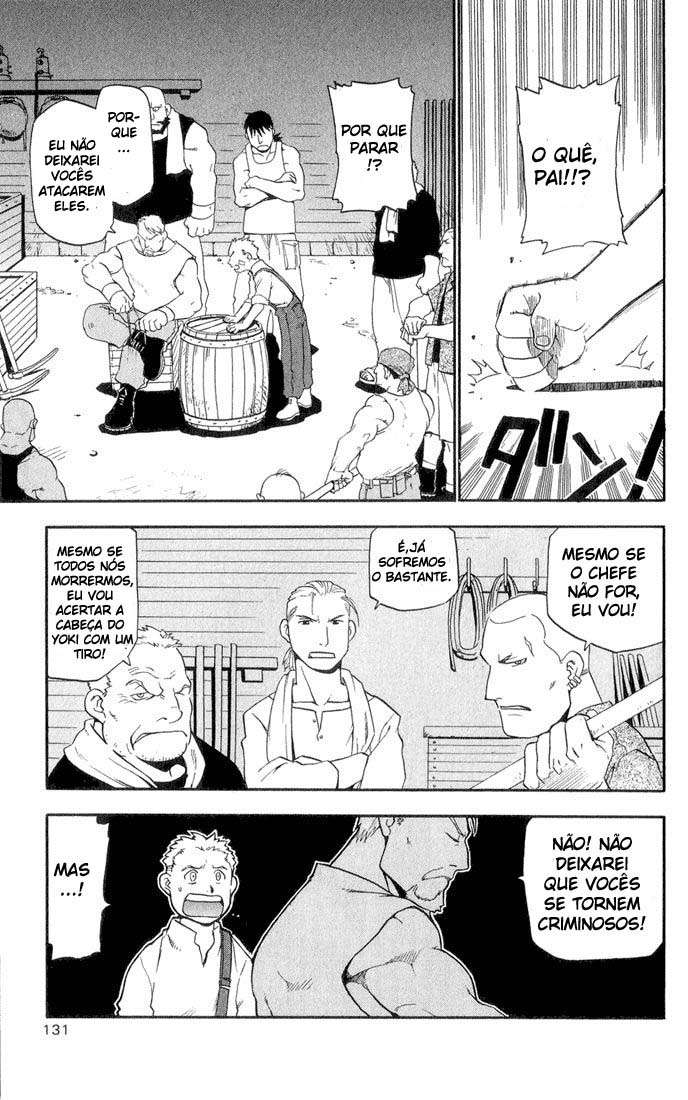 O QUÊ,
PAI!!?
ダンッ!
POR QUE
PARAR
!?
POR-
QUE
...
EU NÃO
DEIXAREI
VOCÊS
ATACAREM
ELES.
MESMO SE
O CHEFE
NÃO FOR,
EU VOU!
É,JÁ
SOFREMOS
O BASTANTE.
MESMO SE
TODOS NÓS
MORRERMOS,
EU VOU
ACERTAR A
CABEÇA DO
YOKI COM UM
TIRO!
NÃO! NÃO
DEIXAREI
QUE VOCÊS
SE TORNEM
CRIMINOSOS!
MAS
...!
131